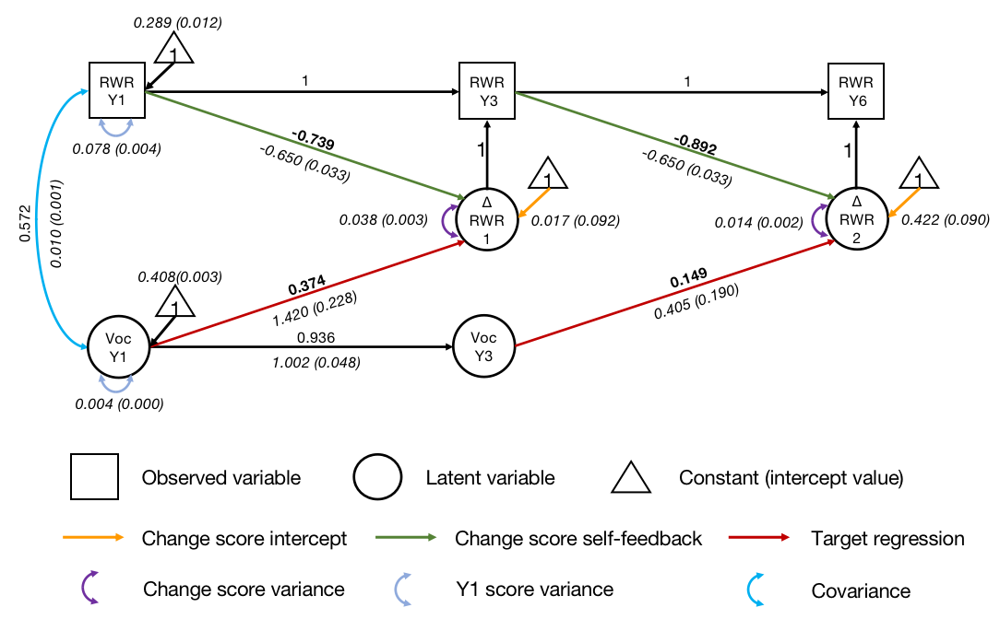 0.289 (0.012)
1
RWR
Y1
1
RWR
Y3
1
RWR
Y6
0.078 (0.004)
-0.739
-0.650 (0.033)
1
1
-0.892
-0.650 (0.033)
1
1
0.572
0.010 (0.001)
0.038 (0.003)
Δ
RWR
1
0.017 (0.092)
0.014 (0.002)
Δ
RWR
2
0.422 (0.090)
0.408(0.003)
1
0.374
1.420 (0.228)
0.149
0.405 (0.190)
Voc
Y1
0.936
1.002 (0.048)
Voc
Y3
0.004 (0.000)
Observed variable
Latent variable
Constant (intercept value)
Change score intercept
Change score self-feedback
Target regression
Change score variance
Y1 score variance
Covariance